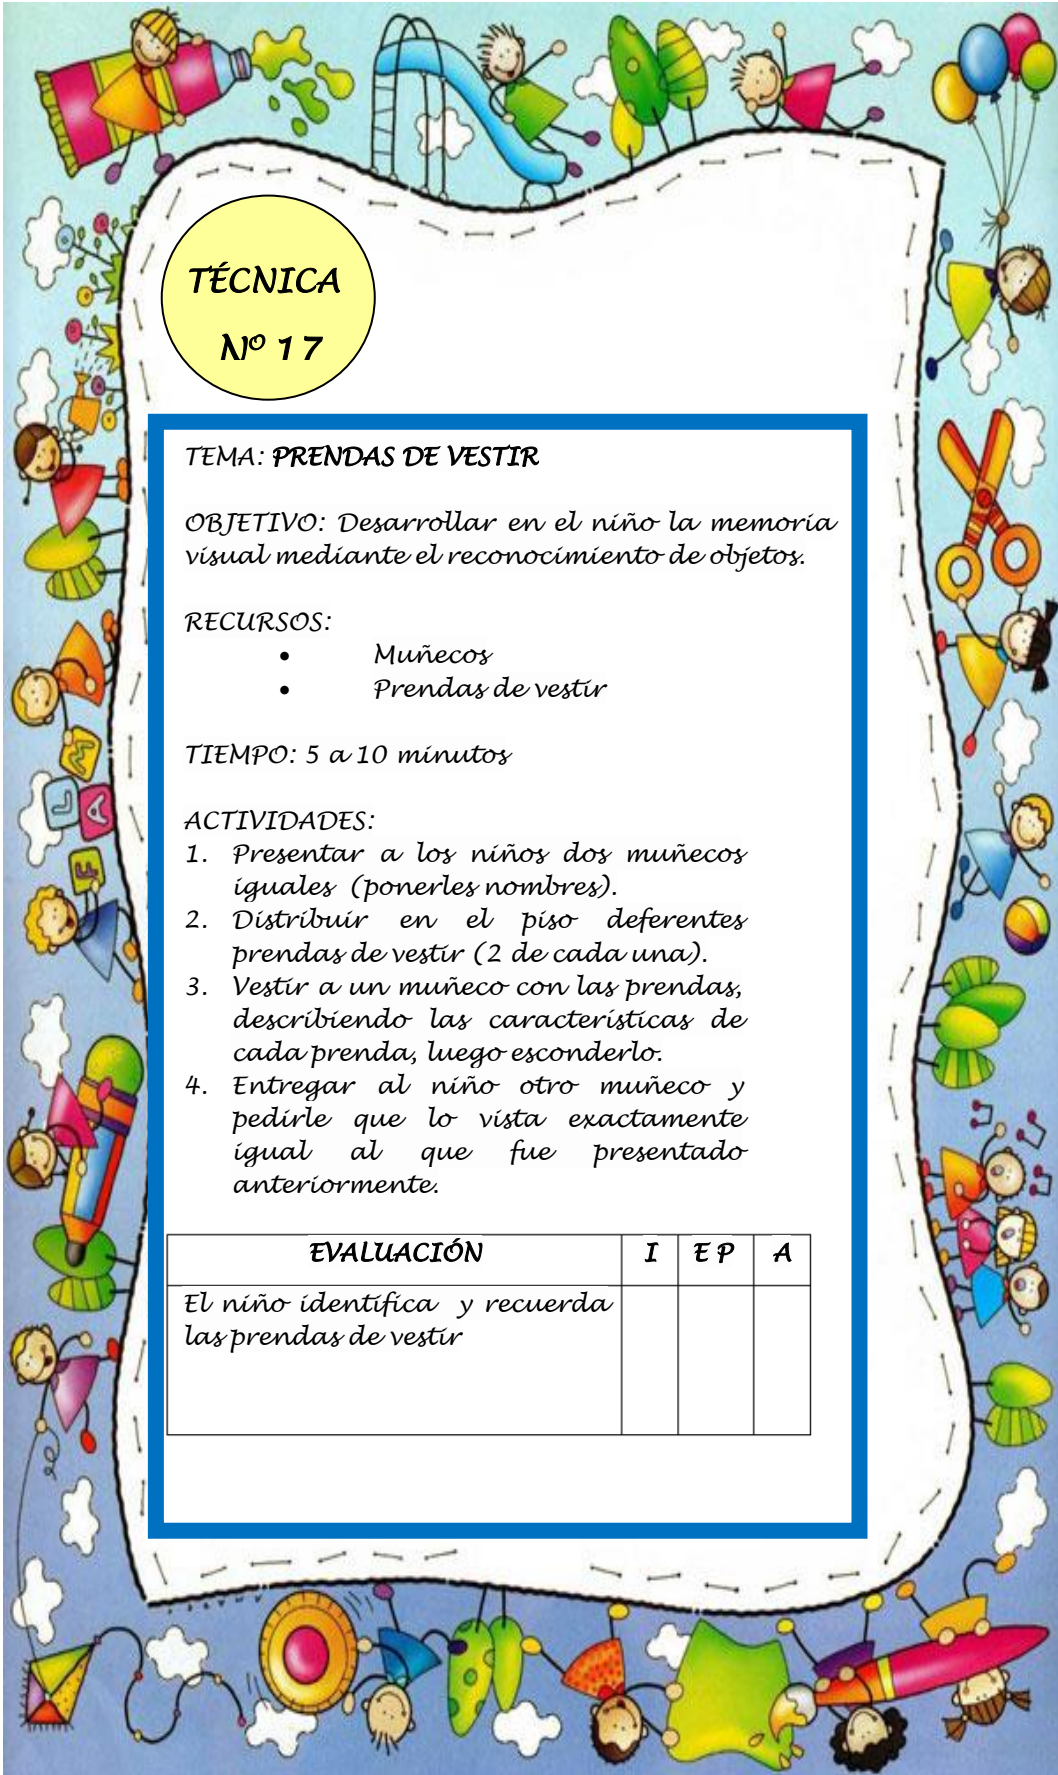 TÉCNICA
Nº 17
TEMA: PRENDAS DE VESTIR
OBJETIVO: Desarrollar en el niño la memoria
visual mediante el reconocimiento de objetos.
RECURSOS:
• Muñecos
• Prendas de vestir
TIEMPO: 5 a 10 minutos
ACTIVIDADES:
1. Presentar a los niños dos muñecos
iguales (ponerles nombres).
2. Distribuir en el piso deferentes
prendas de vestir (2 de cada una).
3. Vestir a un muñeco con las prendas,
describiendo las características de
cada prenda, luego esconderlo.
4. Entregar al niño otro muñeco y
pedirle que lo vista exactamente
igual al que fue presentado
anteriormente.
EVALUACIÓN I E P A
El niño identifica y recuerda
las prendas de vestir
M
L
A
F